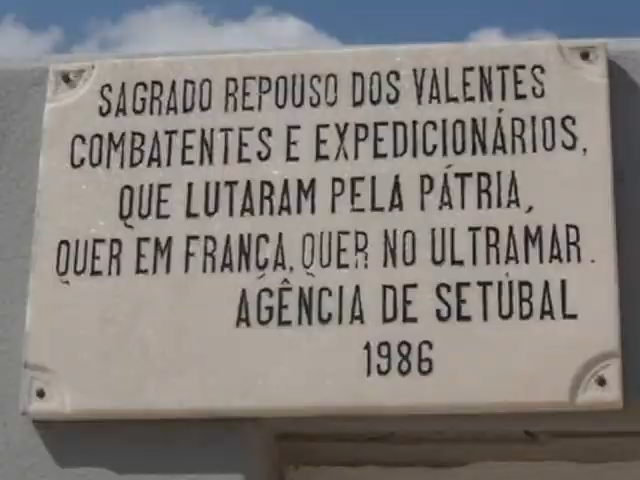 SAGRADO REPOUSO DOS VALENTES
COMBATENTES E EXPEDICIONÁRIOS,
QUE LUTARAM PELA PÁTRIA,
QUER EM FRANÇA, QUER NO ULTRAMAR.
AGÊNCIA DE SETÚBAL
1986